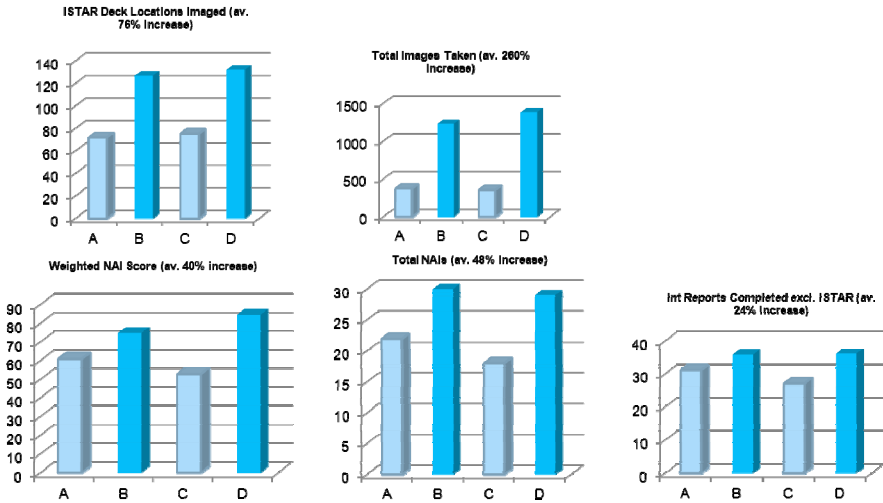 ISTAR Deck Locations Imaged (av.
76% Increase)
140
120
100
80
60
40
20
0
A B C D
Total Images Taken (av. 260%
Increase)
1500
1000
500
0
A B C D
Weighted NAI Score (av. 40% increase)
90
80
70
60
50
40
30
20
10
0
A B C D
Total NAIs (av. 48% Increase)
30
25
20
15
10
5
0
A B C D
Int Reports Completed excl. ISTAR (av.
24% Increase)
40
30
20
10
0
A B C D